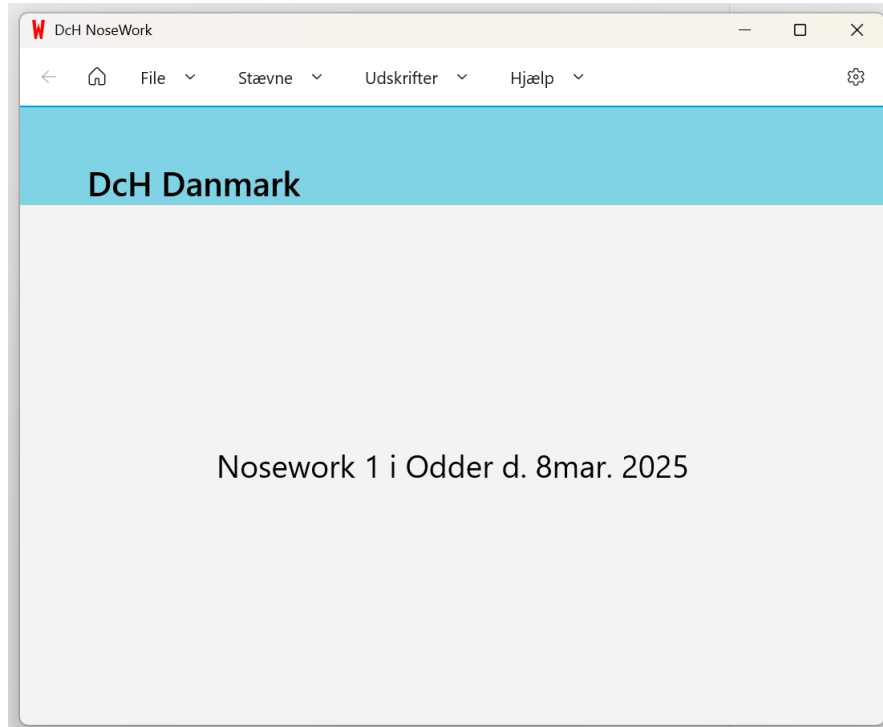 DcH NoseWork
File Stævne Udskrifter Hjælp
DcH Danmark
Nosework 1 i Odder d. 8mar. 2025